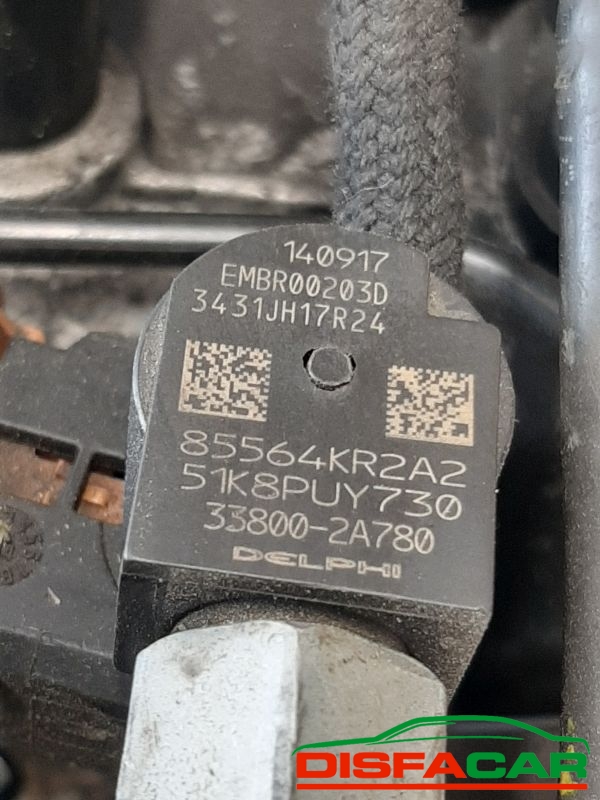 140917
EMBR00203D
3431JH17R24
85564KR2A2
51K8PUY730
33800-2A780
DELPHI
DISFACAR